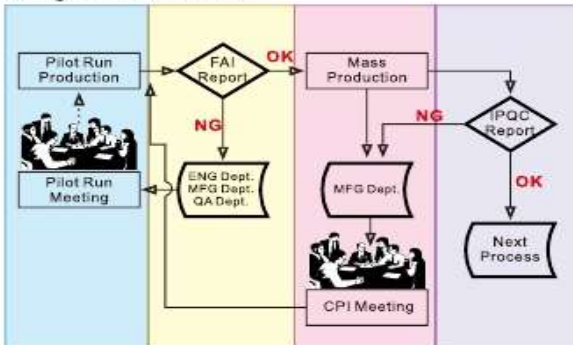 Pilot Run
Production
FAI
Report
OK
Mass
Production
NG
NG
IPQC
Report
ENG Dept.
MFG Dept.
QA Dept.
MFG Dept.
OK
Pilot Run
Meeting
Next
Process
CPI Meeting